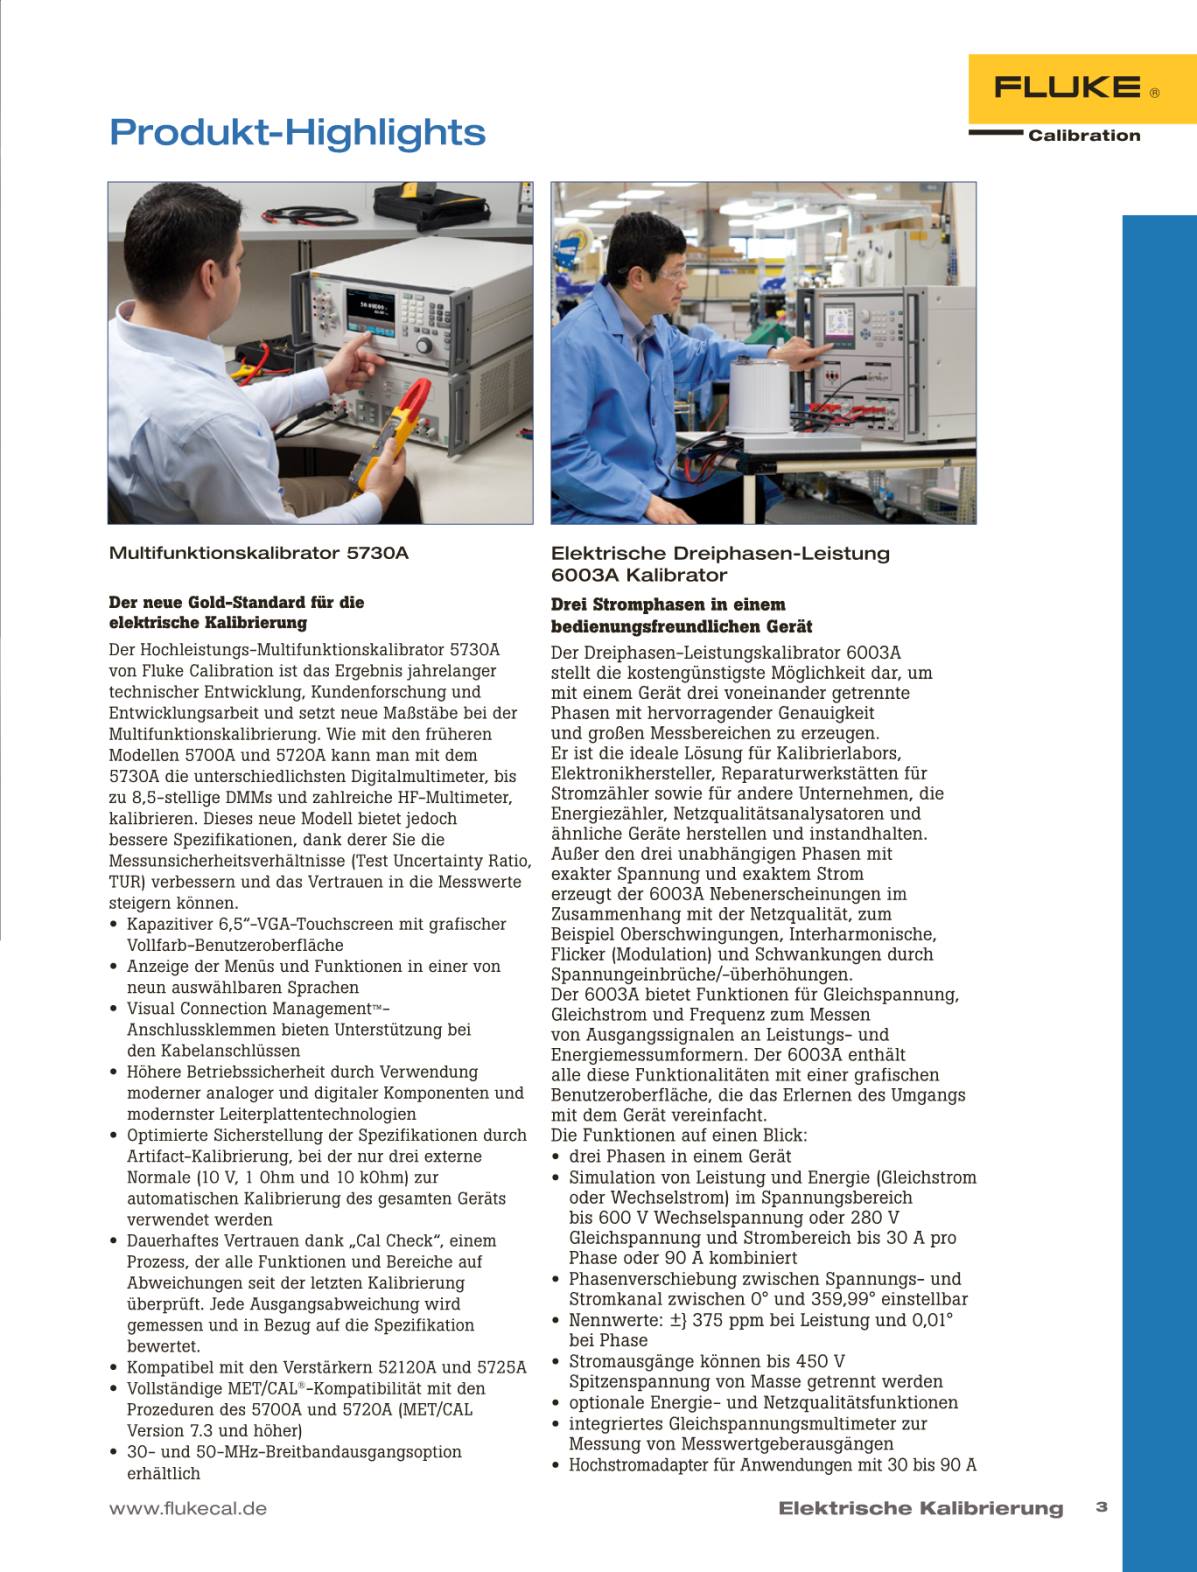 FLUKE ®
Calibration
Produkt-Highlights
Multifunktionskalibrator 5730A
Der neue Gold-Standard für die
elektrische Kalibrierung
Der Hochleistungs-Multifunktionskalibrator 5730A
von Fluke Calibration ist das Ergebnis jahrelanger
technischer Entwicklung, Kundenforschung und
Entwicklungsarbeit und setzt neue Maßstäbe bei der
Multifunktionskalibrierung. Wie mit den früheren
Modellen 5700A und 5720A kann man mit dem
5730A die unterschiedlichsten Digitalmultimeter, bis
zu 8,5-stellige DMMs und zahlreiche HF-Multimeter,
kalibrieren. Dieses neue Modell bietet jedoch
bessere Spezifikationen, dank derer Sie die
Messunsicherheitsverhältnisse (Test Uncertainty Ratio,
TUR) verbessern und das Vertrauen in die Messwerte
steigern können.
• Kapazitiver 6,5“-VGA-Touchscreen mit grafischer
Vollfarb-Benutzeroberfläche
• Anzeige der Menüs und Funktionen in einer von
neun auswählbaren Sprachen
• Visual Connection Management™-
Anschlussklemmen bieten Unterstützung bei
den Kabelanschlüssen
• Höhere Betriebssicherheit durch Verwendung
moderner analoger und digitaler Komponenten und
modernster Leiterplattentechnologien
• Optimierte Sicherstellung der Spezifikationen durch
Artifact-Kalibrierung, bei der nur drei externe
Normale (10 V, 1 Ohm und 10 kOhm) zur
automatischen Kalibrierung des gesamten Geräts
verwendet werden
• Dauerhaftes Vertrauen dank „Cal Check“, einem
Prozess, der alle Funktionen und Bereiche auf
Abweichungen seit der letzten Kalibrierung
überprüft. Jede Ausgangsabweichung wird
gemessen und in Bezug auf die Spezifikation
bewertet.
• Kompatibel mit den Verstärkern 52120A und 5725A
• Vollständige MET/CAL®-Kompatibilität mit den
Prozeduren des 5700A und 5720A (MET/CAL
Version 7.3 und höher)
• 30- und 50-MHz-Breitbandausgangsoption
erhältlich
Elektrische Dreiphasen-Leistung
6003A Kalibrator
Drei Stromphasen in einem
bedienungsfreundlichen Gerät
Der Dreiphasen-Leistungskalibrator 6003A
stellt die kostengünstigste Möglichkeit dar, um
mit einem Gerät drei voneinander getrennte
Phasen mit hervorragender Genauigkeit
und großen Messbereichen zu erzeugen.
Er ist die ideale Lösung für Kalibrierlabors,
Elektronikhersteller, Reparaturwerkstätten für
Stromzähler sowie für andere Unternehmen, die
Energiezähler, Netzqualitätsanalysatoren und
ähnliche Geräte herstellen und instandhalten.
Außer den drei unabhängigen Phasen mit
exakter Spannung und exaktem Strom
erzeugt der 6003A Nebenerscheinungen im
Zusammenhang mit der Netzqualität, zum
Beispiel Oberschwingungen, Interharmonische,
Flicker (Modulation) und Schwankungen durch
Spannungeinbrüche/-überhöhungen.
Der 6003A bietet Funktionen für Gleichspannung,
Gleichstrom und Frequenz zum Messen
von Ausgangssignalen an Leistungs- und
Energiemessumformern. Der 6003A enthält
alle diese Funktionalitäten mit einer grafischen
Benutzeroberfläche, die das Erlernen des Umgangs
mit dem Gerät vereinfacht.
Die Funktionen auf einen Blick:
• drei Phasen in einem Gerät
• Simulation von Leistung und Energie (Gleichstrom
oder Wechselstrom) im Spannungsbereich
bis 600 V Wechselspannung oder 280 V
Gleichspannung und Strombereich bis 30 A pro
Phase oder 90 A kombiniert
• Phasenverschiebung zwischen Spannungs- und
Stromkanal zwischen 0° und 359,99° einstellbar
• Nennwerte: ±} 375 ppm bei Leistung und 0,01°
bei Phase
• Stromausgänge können bis 450 V
Spitzenspannung von Masse getrennt werden
• optionale Energie- und Netzqualitätsfunktionen
• integriertes Gleichspannungsmultimeter zur
Messung von Messwertgeberausgängen
• Hochstromadapter für Anwendungen mit 30 bis 90 A
www.flukecal.de
Elektrische Kalibrierung 3